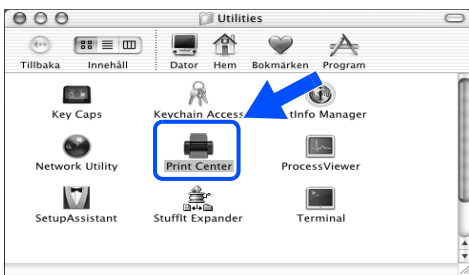 Utilities
Tillbaka Innehåll Dator Hem Bokmärken Program
Key Caps Keychain Access tInfo Manager
Network Utility Print Center ProcessViewer
SetupAssistant StuffIt Expander Terminal